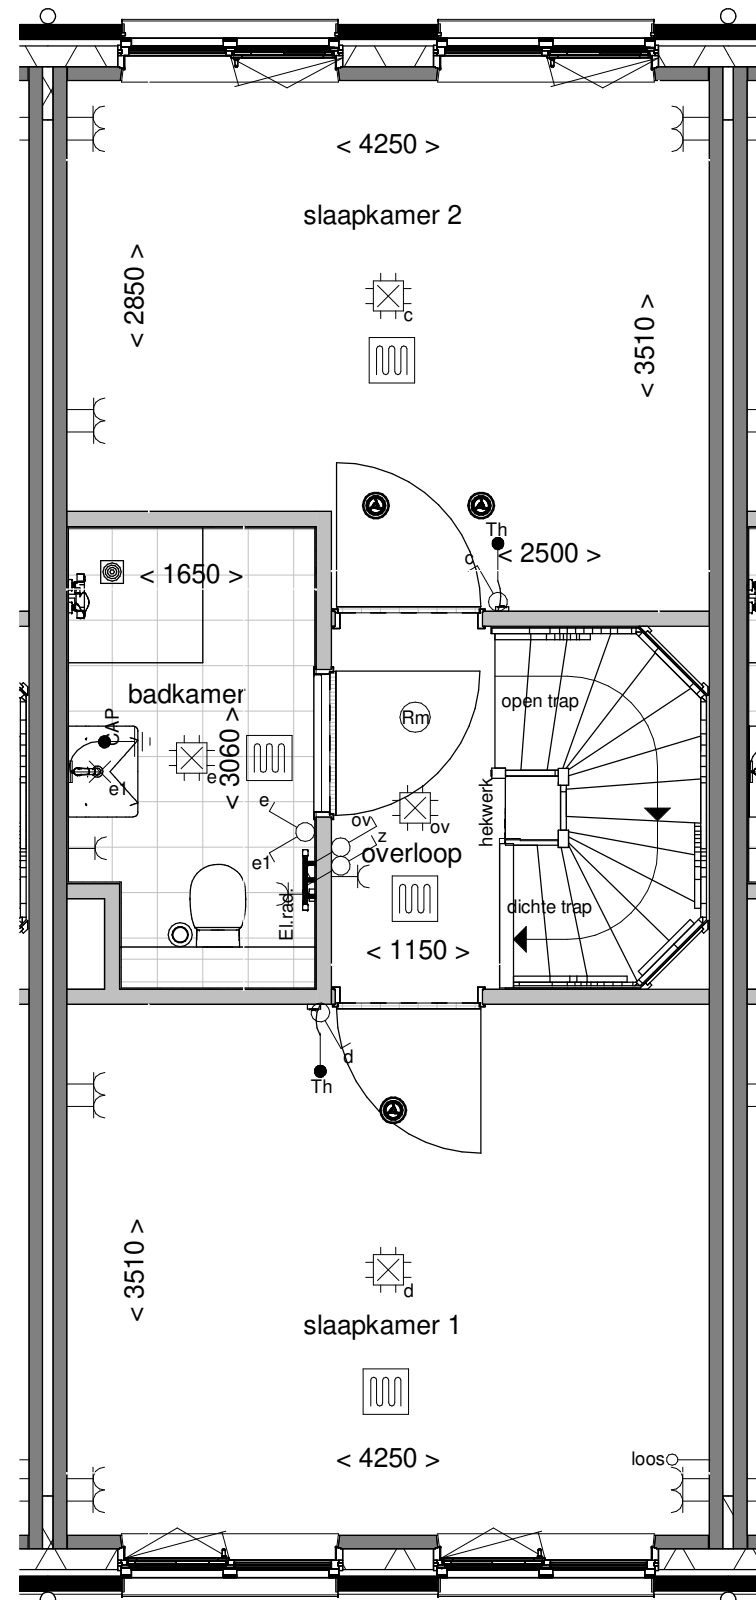 < 4250 >
slaapkamer 2
< 2850 >
< 3510 >
c
Th
c
< 2500 >
< 1650 >
badkamer
open trap
CAP
Rm
< 3060 >
e
e1
e
ov
hekwerk
ov
z
overloop
e1
El.rad.
dichte trap
< 1150 >
d
Th
< 3510 >
d
slaapkamer 1
< 4250 >
loos